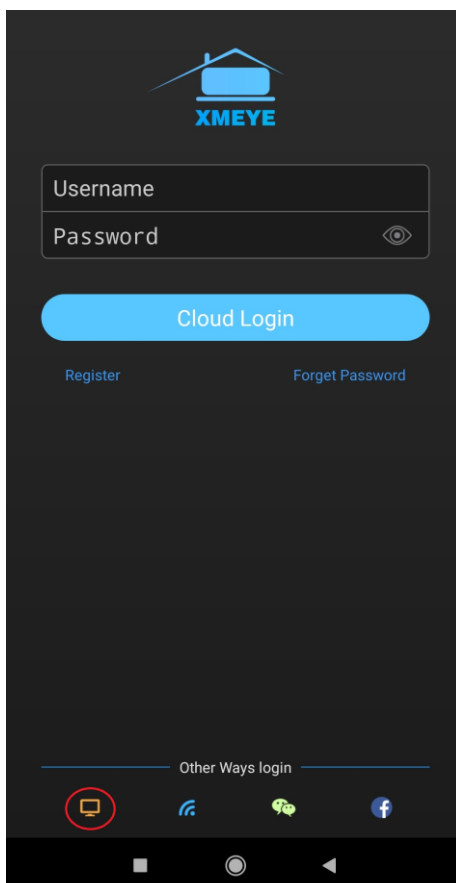 XMEYE
Username
Password
Cloud Login
Register Forget Password
Other Ways login